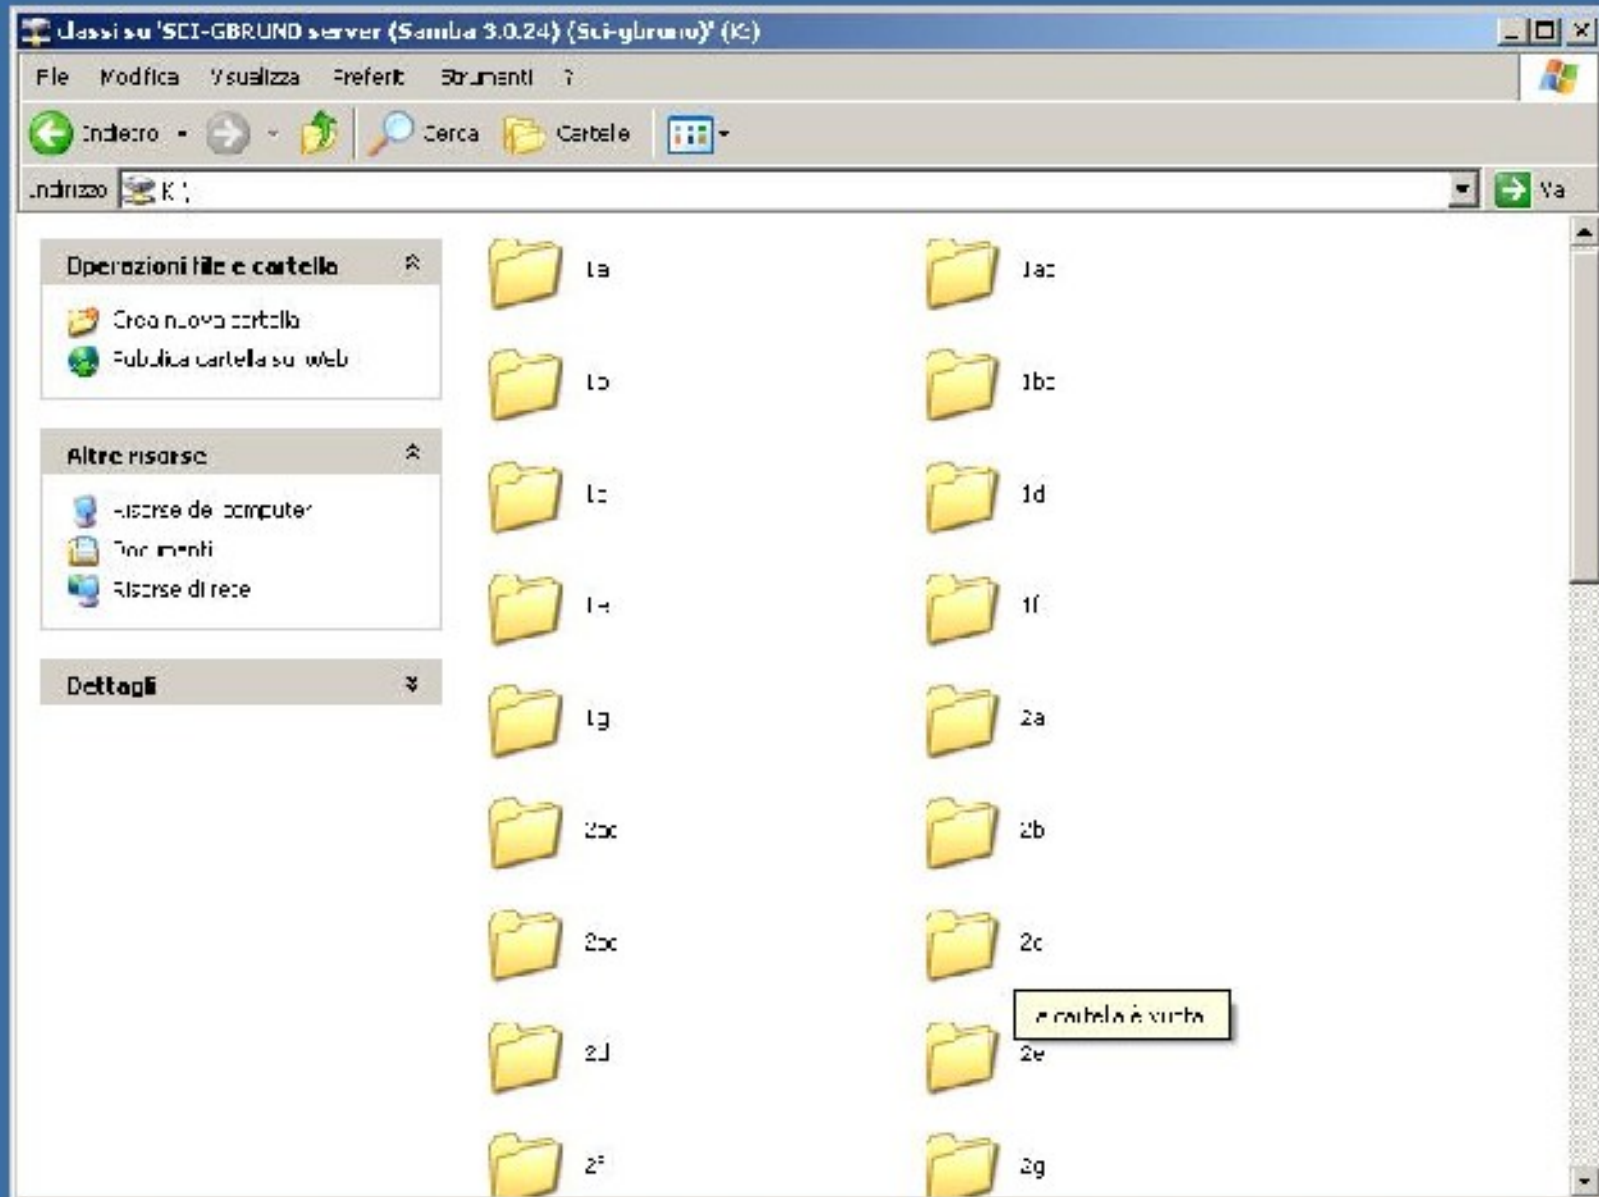 classi su 'SCI-GBRUNO server (Samba 3.0.24) (Sci-gbruno)' (K:)
File Modifica Visualizza Preferiti Strumenti ?
Indietro Cerca Cartelle
Indirizzo K:\ Vai
Operazioni file e cartella
Crea nuova cartella
Pubblica cartella sul Web
Altre risorse
Risorse del computer
Documenti
Risorse di rete
Dettagli
1a 1ac
1b 1bc
1c 1d
1e 1f
1g 2a
2b
2c
La cartella è vuota
2d 2e
2f 2g